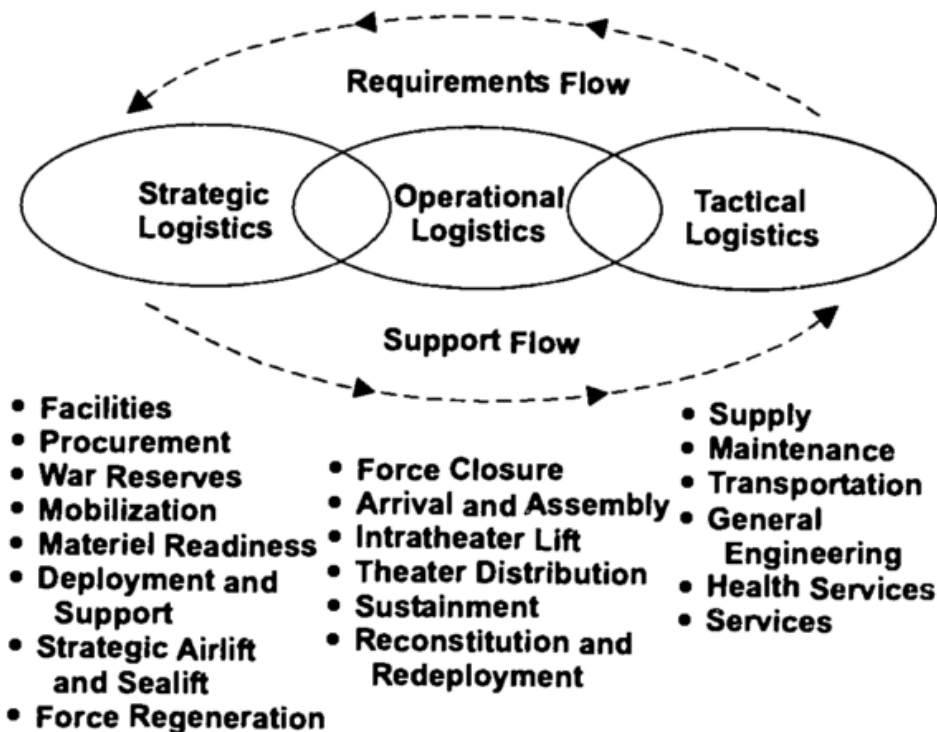 Requirements Flow
Strategic
Logistics
Operational
Logistics
Tactical
Logistics
Support Flow
• Facilities
• Procurement
• War Reserves
• Mobilization
• Materiel Readiness
• Deployment and
Support
• Strategic Airlift
and Sealift
• Force Regeneration
• Force Closure
• Arrival and Assembly
• Intratheater Lift
• Theater Distribution
• Sustainment
• Reconstitution and
Redeployment
• Supply
• Maintenance
• Transportation
• General
Engineering
• Health Services
• Services